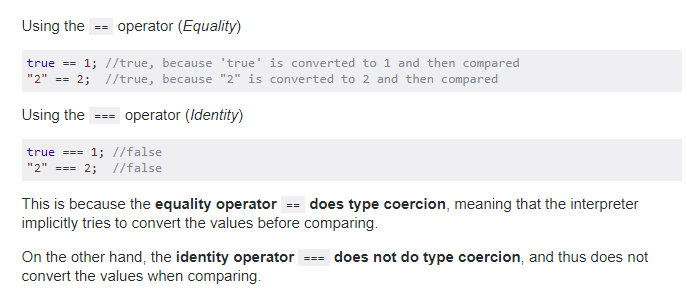 Using the == operator (Equality)
true == 1; //true, because 'true' is converted to 1 and then compared
"2" == 2;  //true, because "2" is converted to 2 and then compared
Using the === operator (Identity)
true === 1; //false
"2" === 2;  //false
This is because the equality operator == does type coercion, meaning that the interpreter
implicitly tries to convert the values before comparing.
On the other hand, the identity operator === does not do type coercion, and thus does not
convert the values when comparing.